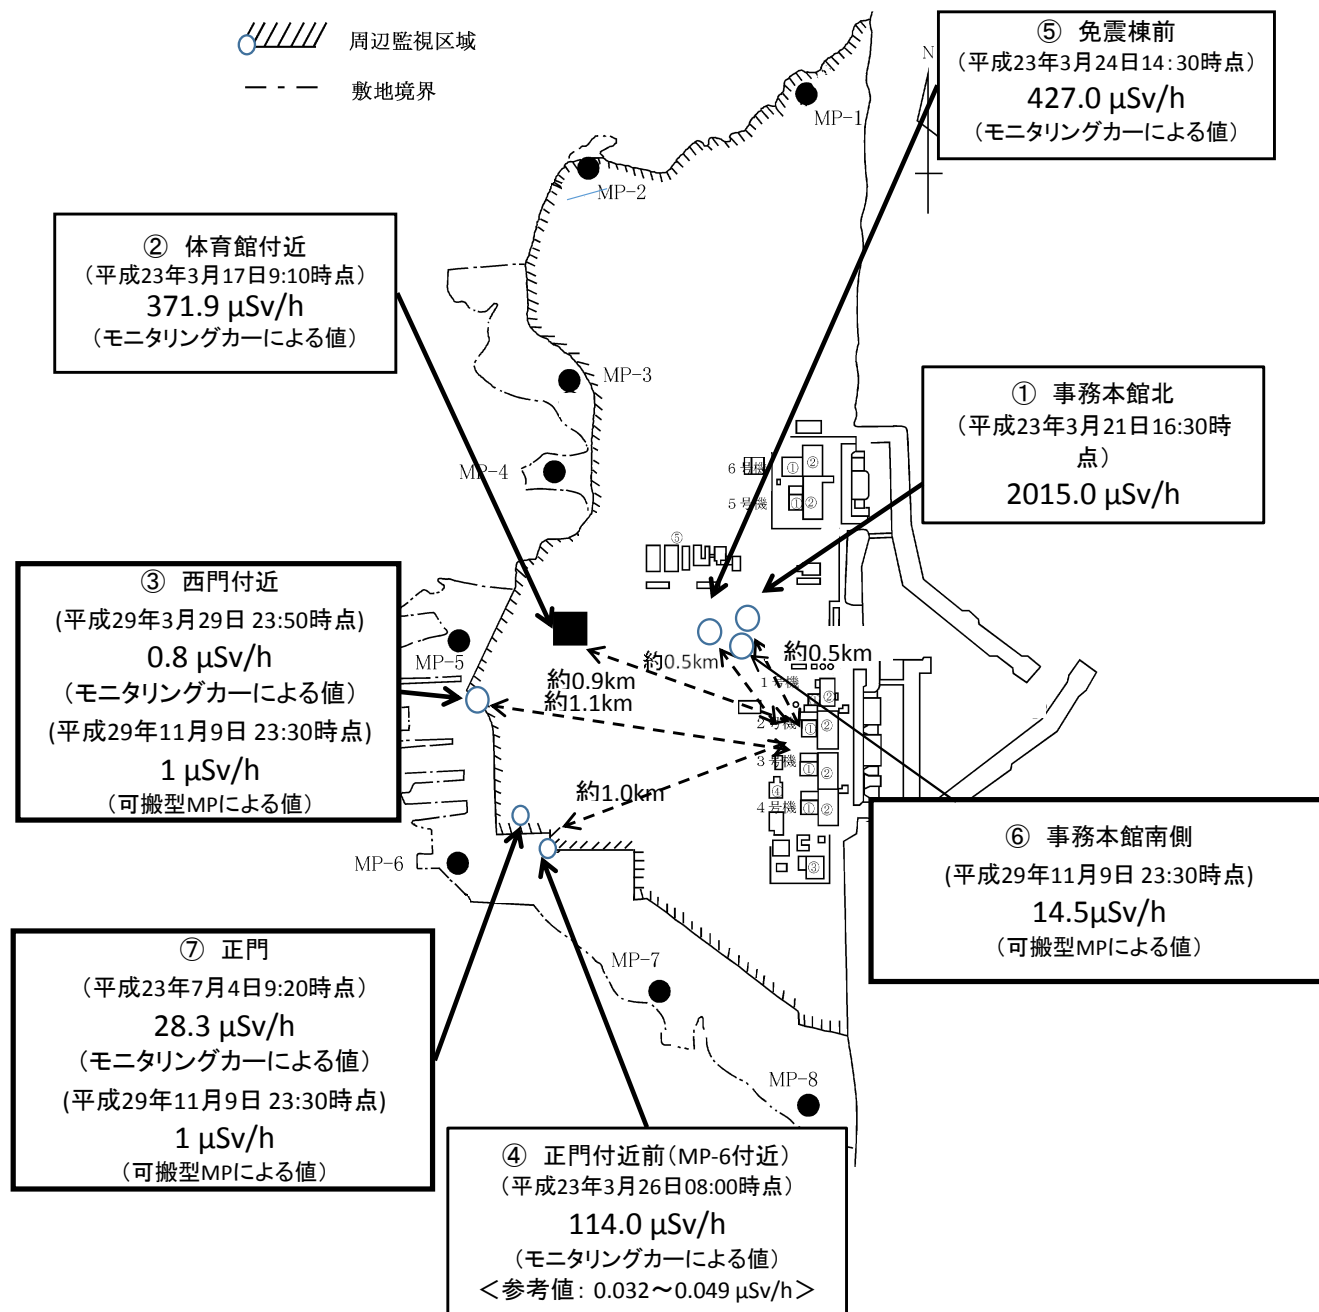 周辺監視区域
敷地境界
⑤ 免震棟前
(平成23年3月24日14:30時点)
427.0 μSv/h
(モニタリングカーによる値)
N
MP-1
MP-2
② 体育館付近
(平成23年3月17日9:10時点)
371.9 μSv/h
(モニタリングカーによる値)
MP-3
① 事務本館北
(平成23年3月21日16:30時
点)
2015.0 μSv/h
MP-4
6号機
① ②
5号機
① ②
⑤
③ 西門付近
(平成29年3月29日 23:50時点)
0.8 μSv/h
(モニタリングカーによる値)
(平成29年11月9日 23:30時点)
1 μSv/h
(可搬型MPによる値)
MP-5
約0.5km
約0.5km
約0.9km
約1.1km
1号機
②
2号機
① ②
3号機
① ②
約1.0km
④
4号機
① ②
③
MP-6
⑥ 事務本館南側
(平成29年11月9日 23:30時点)
14.5μSv/h
(可搬型MPによる値)
⑦ 正門
(平成23年7月4日9:20時点)
28.3 μSv/h
(モニタリングカーによる値)
(平成29年11月9日 23:30時点)
1 μSv/h
(可搬型MPによる値)
MP-7
MP-8
④ 正門付近前(MP-6付近)
(平成23年3月26日08:00時点)
114.0 μSv/h
(モニタリングカーによる値)
<参考値: 0.032~0.049 μSv/h>